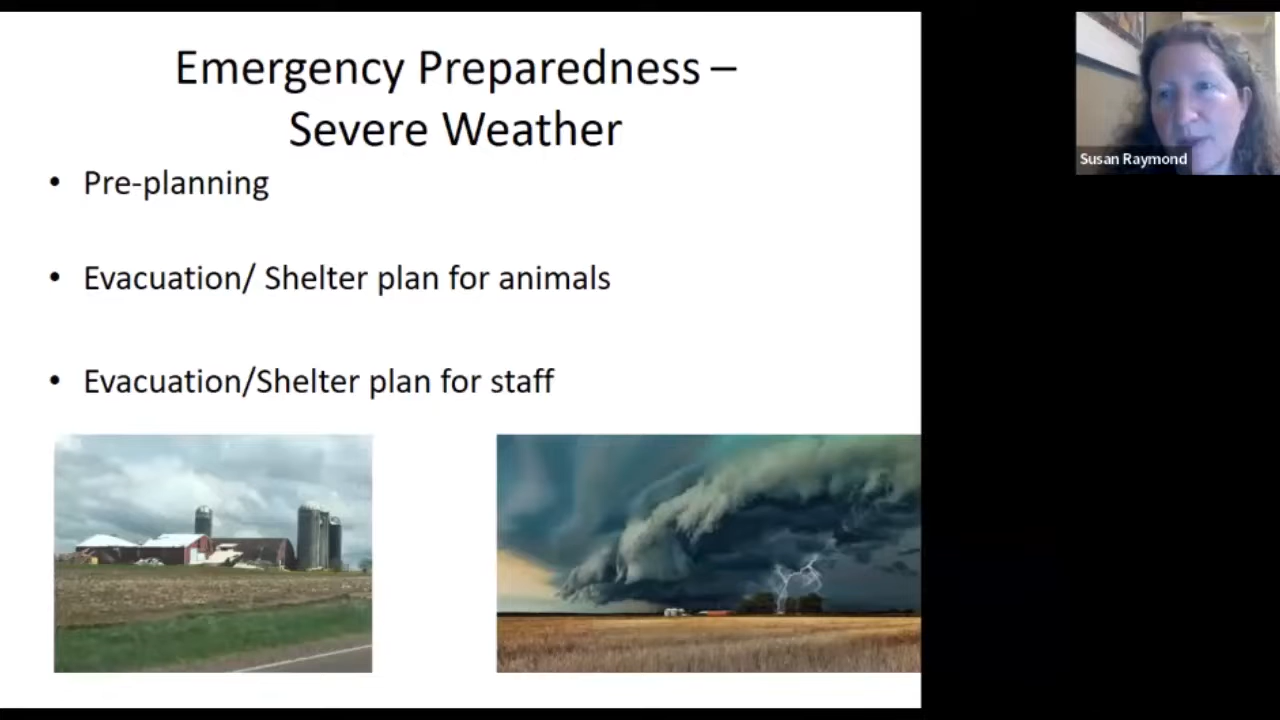 Emergency Preparedness –
Severe Weather
• Pre-planning
• Evacuation/ Shelter plan for animals
• Evacuation/Shelter plan for staff
Susan Raymond